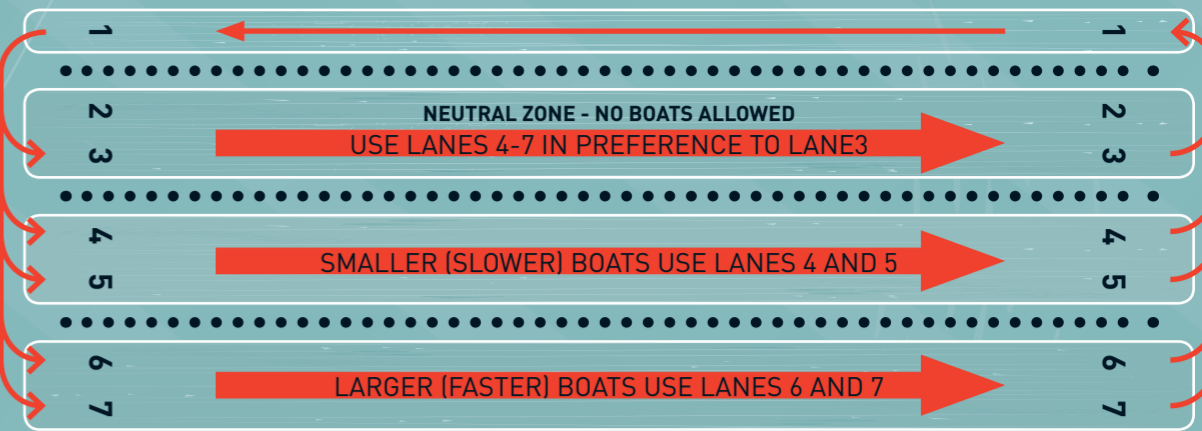 1 1
2 NEUTRAL ZONE - NO BOATS ALLOWED 2
3 USE LANES 4-7 IN PREFERENCE TO LANE3 3
4 4
SMALLER (SLOWER) BOATS USE LANES 4 AND 5
5 5
6 6
LARGER (FASTER) BOATS USE LANES 6 AND 7
7 7